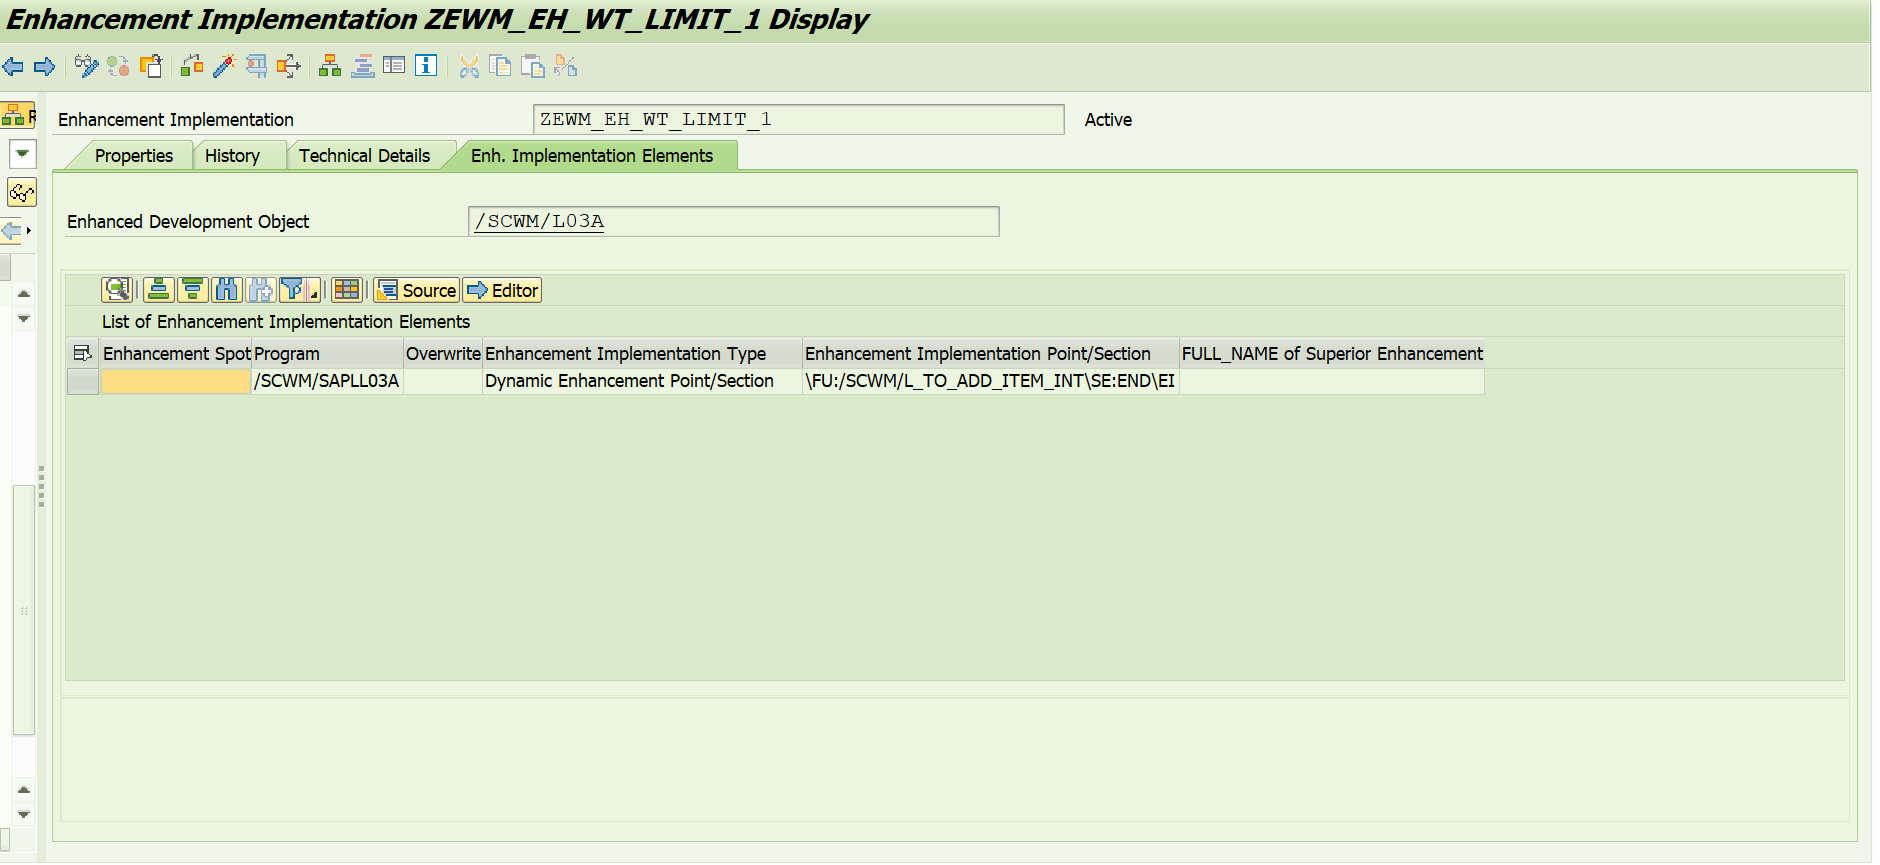 Enhancement Implementation ZEWM_EH_WT_LIMIT_1 Display
Enhancement Implementation ZEWM_EH_WT_LIMIT_1 Active
Properties History Technical Details Enh. Implementation Elements
Enhanced Development Object /SCWM/L03A
Source Editor
List of Enhancement Implementation Elements
Enhancement Spot Program Overwrite Enhancement Implementation Type Enhancement Implementation Point/Section FULL_NAME of Superior Enhancement
/SCWM/SAPLL03A Dynamic Enhancement Point/Section \FU:/SCWM/L_TO_ADD_ITEM_INT\SE:END\EI